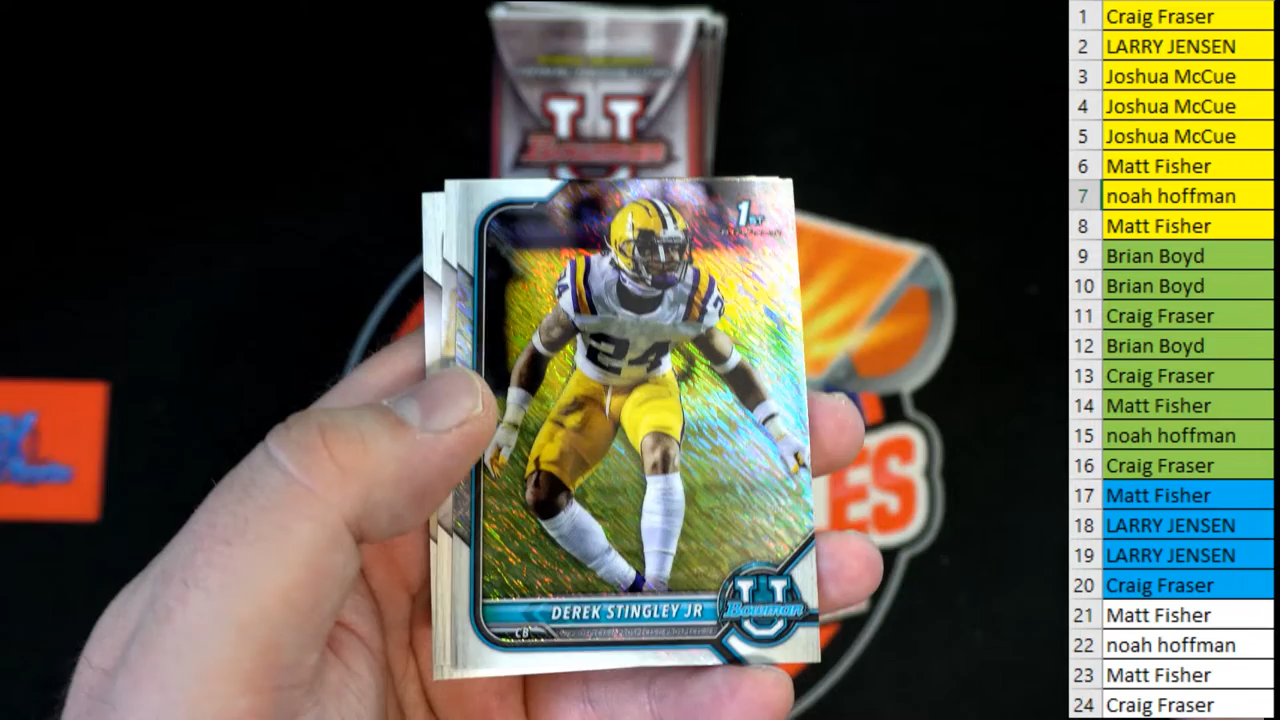 U
Bowman
1ST
BOWMAN
24
24
DEREK STINGLEY JR
CB
U
Bowman
ES
1 Craig Fraser
2 LARRY JENSEN
3 Joshua McCue
4 Joshua McCue
5 Joshua McCue
6 Matt Fisher
7 noah hoffman
8 Matt Fisher
9 Brian Boyd
10 Brian Boyd
11 Craig Fraser
12 Brian Boyd
13 Craig Fraser
14 Matt Fisher
15 noah hoffman
16 Craig Fraser
17 Matt Fisher
18 LARRY JENSEN
19 LARRY JENSEN
20 Craig Fraser
21 Matt Fisher
22 noah hoffman
23 Matt Fisher
24 Craig Fraser